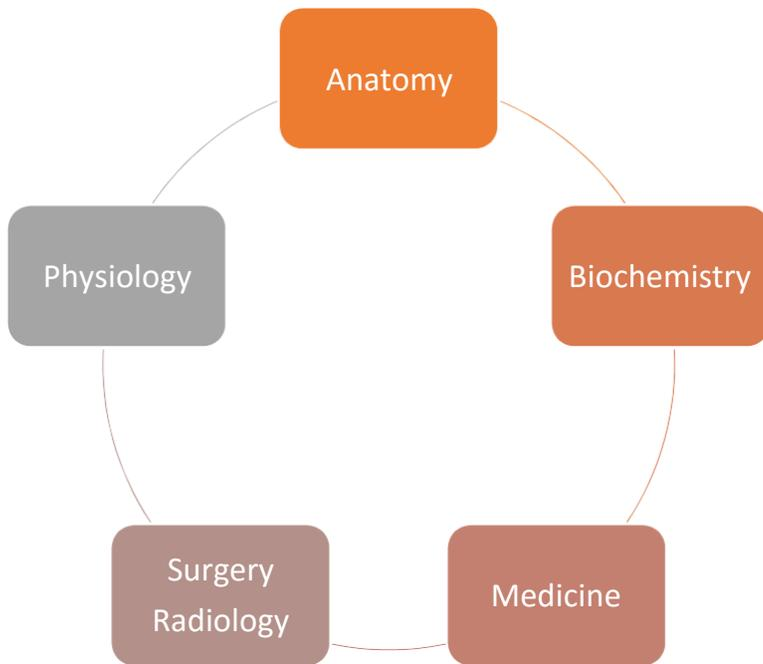 Anatomy
Physiology
Biochemistry
Surgery
Radiology
Medicine